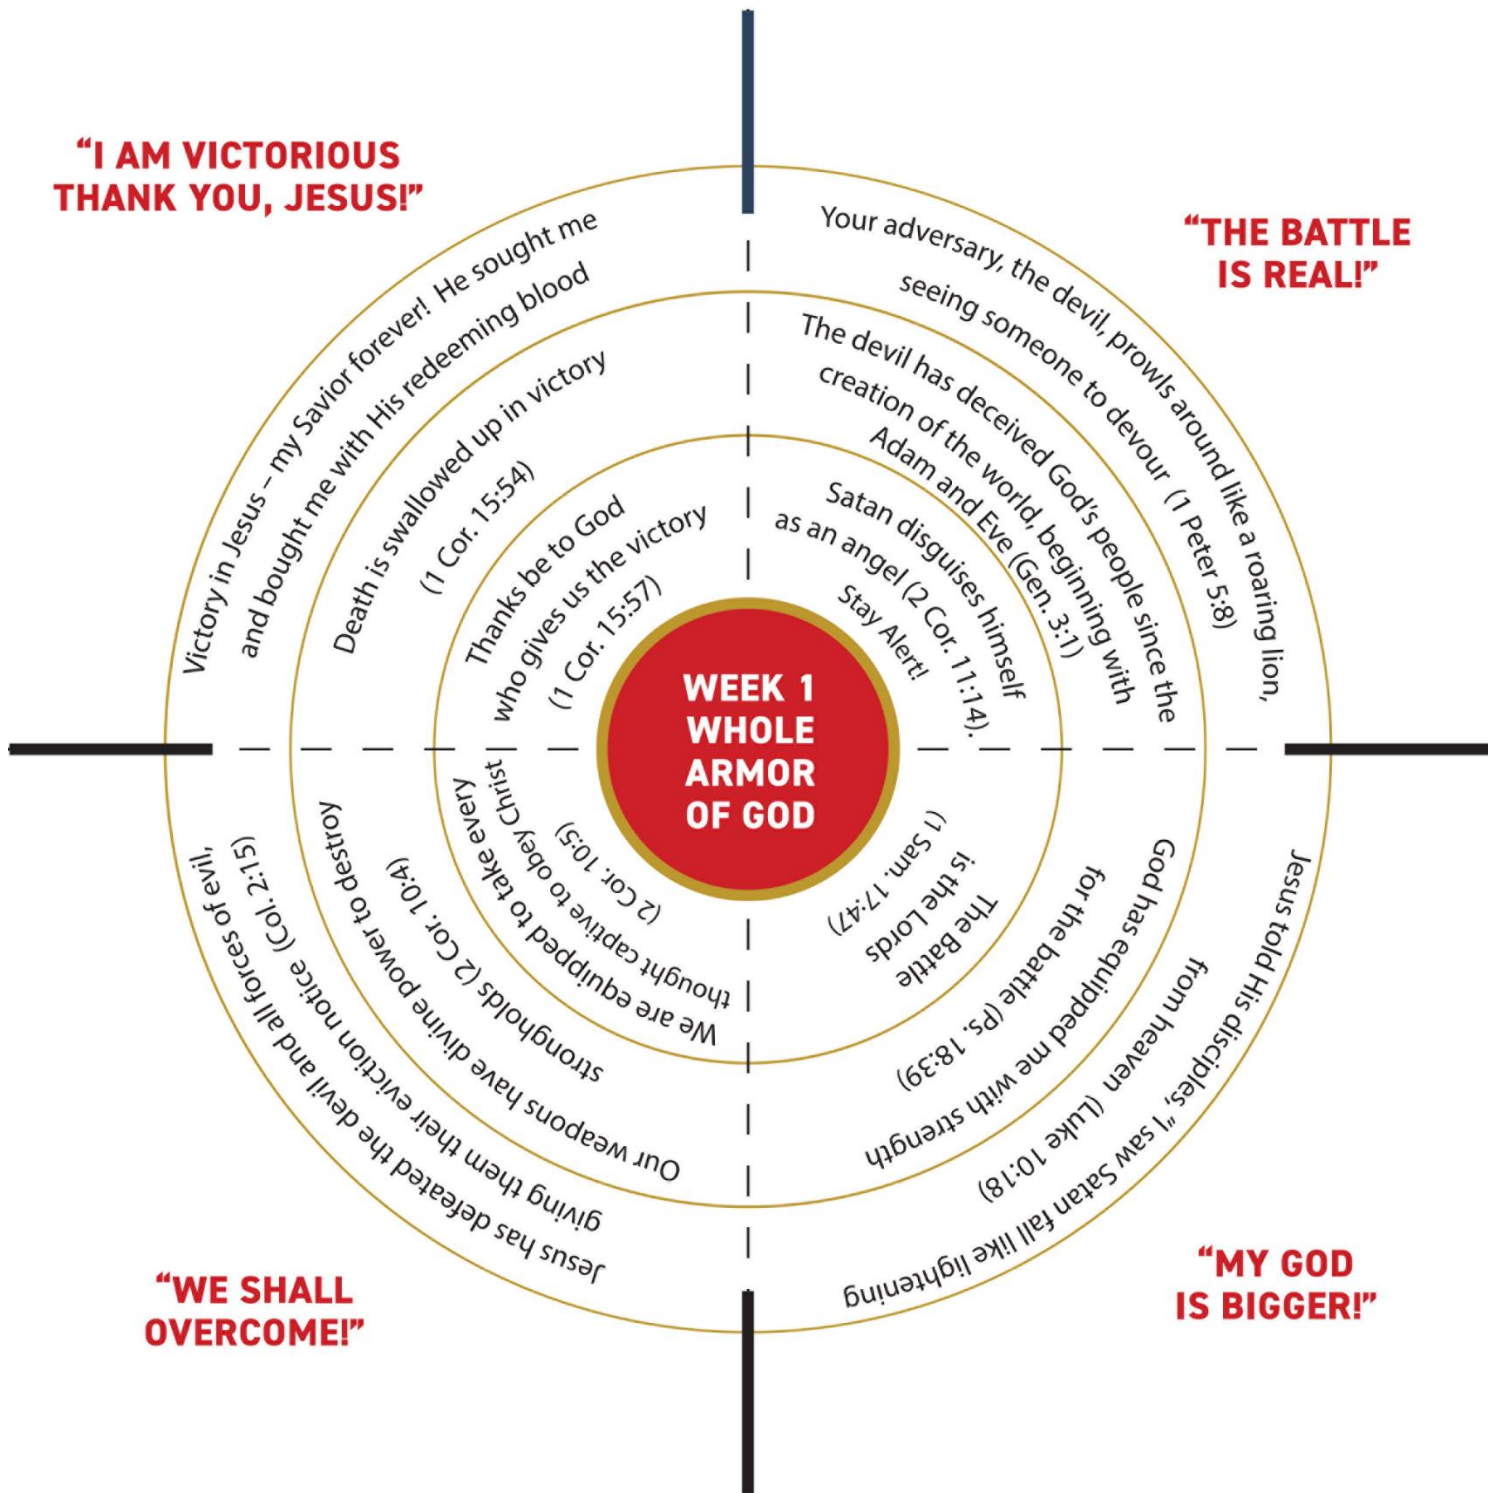 “I AM VICTORIOUS
THANK YOU, JESUS!”
Victory in Jesus – my Savior forever! He sought me
and bought me with His redeeming blood
Death is swallowed up in victory
(1 Cor. 15:54)
Thanks be to God
who gives us the victory
(1 Cor. 15:57)
“THE BATTLE
IS REAL!”
Your adversary, the devil, prowls around like a roaring lion,
seeing someone to devour (1 Peter 5:8)
The devil has deceived God’s people since the
creation of the world, beginning with
Adam and Eve (Gen. 3:1)
Satan disguises himself
as an angel (2 Cor. 11:14).
Stay Alert!
WEEK 1
WHOLE
ARMOR
OF GOD
“MY GOD
IS BIGGER!”
Jesus told His disciples, “I saw Satan fall like lightening
from heaven (Luke 10:18)
God has equipped me with strength
for the battle (Ps. 18:39)
The Battle
is the Lords
(1 Sam. 17:47)
“WE SHALL
OVERCOME!”
Jesus has defeated the devil and all forces of evil,
giving them their eviction notice (Col. 2:15)
Our weapons have divine power to destroy
strongholds (2 Cor. 10:4)
We are equipped to take every
thought captive to obey Christ
(2 Cor. 10:5)